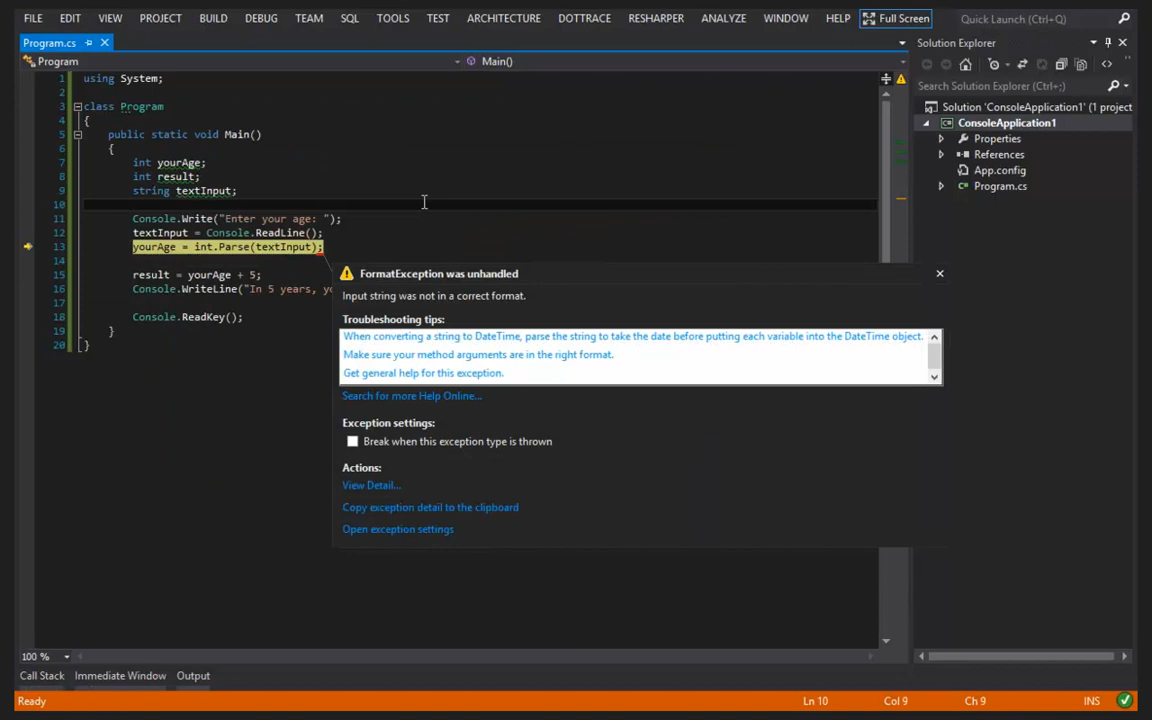 FILE EDIT VIEW PROJECT BUILD DEBUG TEAM SQL TOOLS TEST ARCHITECTURE DOTTRACE RESHARPER ANALYZE WINDOW HELP Full Screen Quick Launch (Ctrl+Q)
Program.cs
Program
Main()
1 using System;
2
3 class Program
4 {
5 public static void Main()
6 {
7 int yourAge;
8 int result;
9 string textInput;
10
11 Console.Write("Enter your age: ");
12 textInput = Console.ReadLine();
13 yourAge = int.Parse(textInput);
14
15 result = yourAge + 5;
16 Console.WriteLine("In 5 years,
17
18 Console.ReadKey();
19 }
20 }
FormatException was unhandled
Input string was not in a correct format.
Troubleshooting tips:
When converting a string to DateTime, parse the string to take the date before putting each variable into the DateTime object.
Make sure your method arguments are in the right format.
Get general help for this exception.
Search for more Help Online...
Exception settings:
Break when this exception type is thrown
Actions:
View Detail...
Copy exception detail to the clipboard
Open exception settings
Solution Explorer
Search Solution Explorer (Ctrl+;)
Solution 'ConsoleApplication1' (1 project
ConsoleApplication1
Properties
References
App.config
Program.cs
100 %
Call Stack Immediate Window Output
Ready Ln 10 Col 9 Ch 9 INS